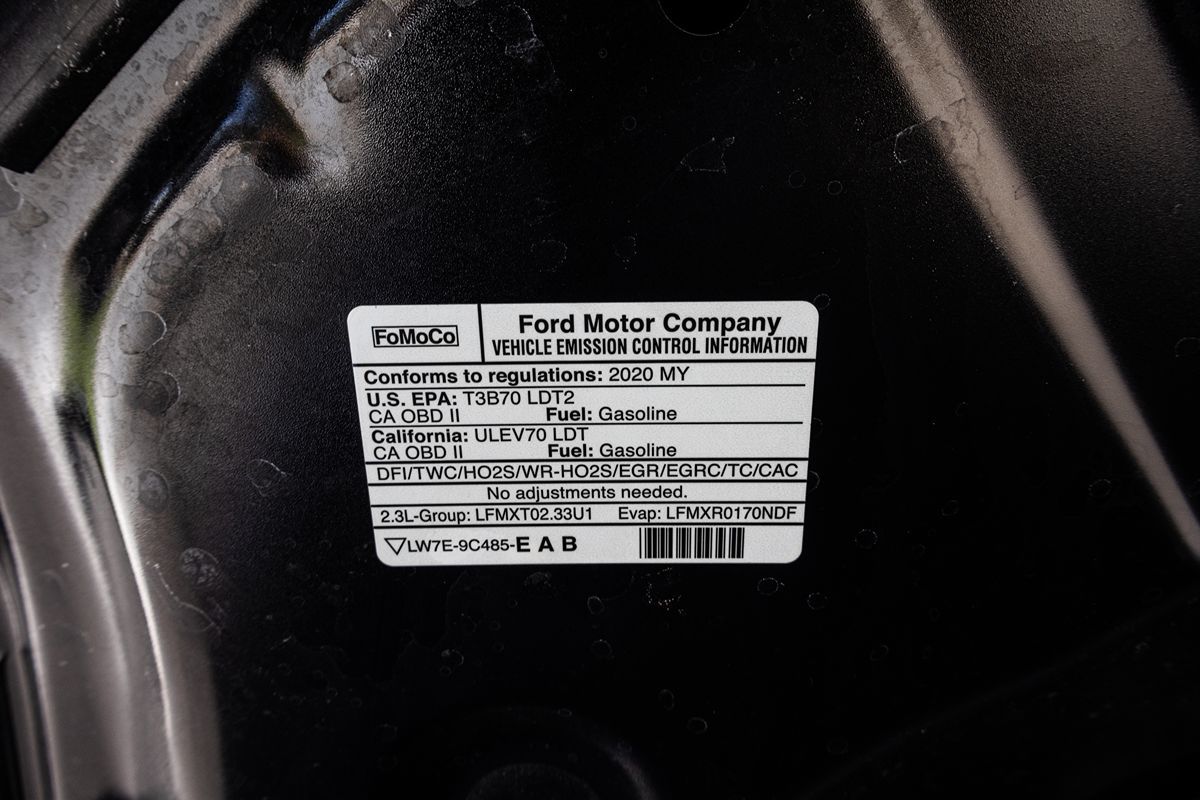 FoMoCo
Ford Motor Company
VEHICLE EMISSION CONTROL INFORMATION
Conforms to regulations: 2020 MY
U.S. EPA: T3B70 LDT2
CA OBD II Fuel: Gasoline
California: ULEV70 LDT
CA OBD II Fuel: Gasoline
DFI/TWC/HO2S/WR-HO2S/EGR/EGRC/TC/CAC
No adjustments needed.
2.3L-Group: LFMXT02.33U1 Evap: LFMXR0170NDF
LW7E-9C485-E A B